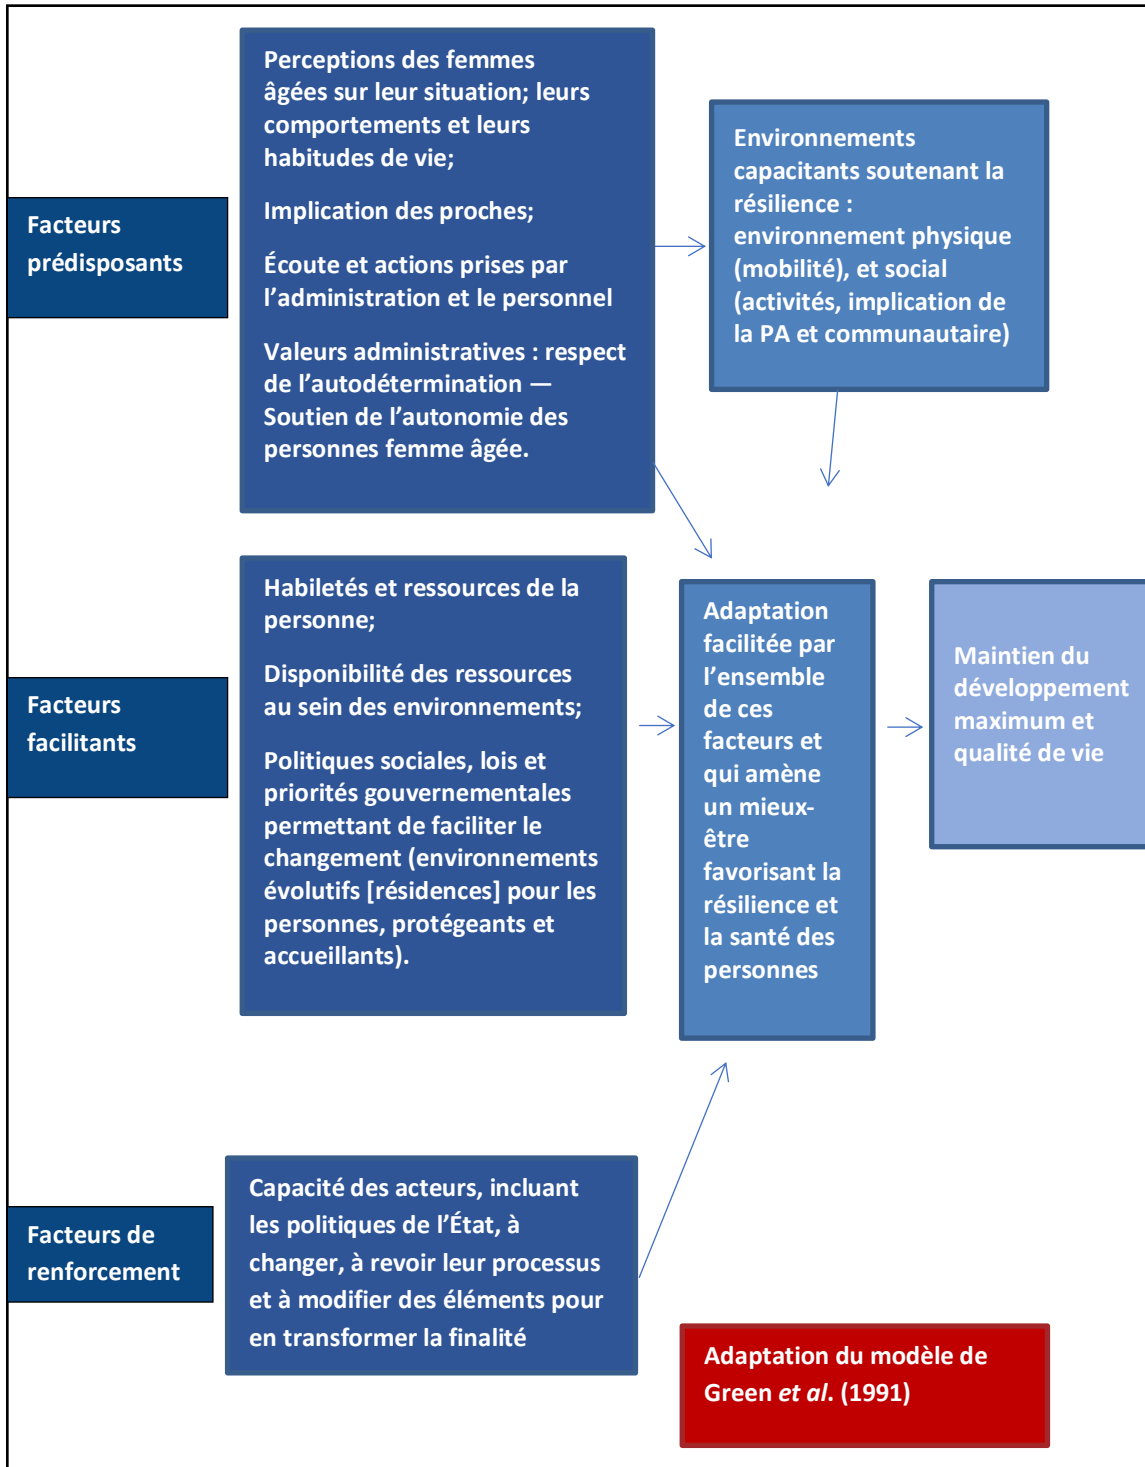 Facteurs
prédisposants
Perceptions des femmes
âgées sur leur situation; leurs
comportements et leurs
habitudes de vie;
Implication des proches;
Écoute et actions prises par
l’administration et le personnel
Valeurs administratives : respect
de l’autodétermination —
Soutien de l’autonomie des
personnes femme âgée.
Environnements
capacitants soutenant la
résilience :
environnement physique
(mobilité), et social
(activités, implication de
la PA et communautaire)
Facteurs
facilitants
Habiletés et ressources de la
personne;
Disponibilité des ressources
au sein des environnements;
Politiques sociales, lois et
priorités gouvernementales
permettant de faciliter le
changement (environnements
évolutifs [résidences] pour les
personnes, protégeants et
accueillants).
Adaptation
facilitée par
l’ensemble
de ces
facteurs et
qui amène
un mieux-
être
favorisant la
résilience et
la santé des
personnes
Maintien du
développement
maximum et
qualité de vie
Facteurs de
renforcement
Capacité des acteurs, incluant
les politiques de l’État, à
changer, à revoir leur processus
et à modifier des éléments pour
en transformer la finalité
Adaptation du modèle de
Green et al. (1991)